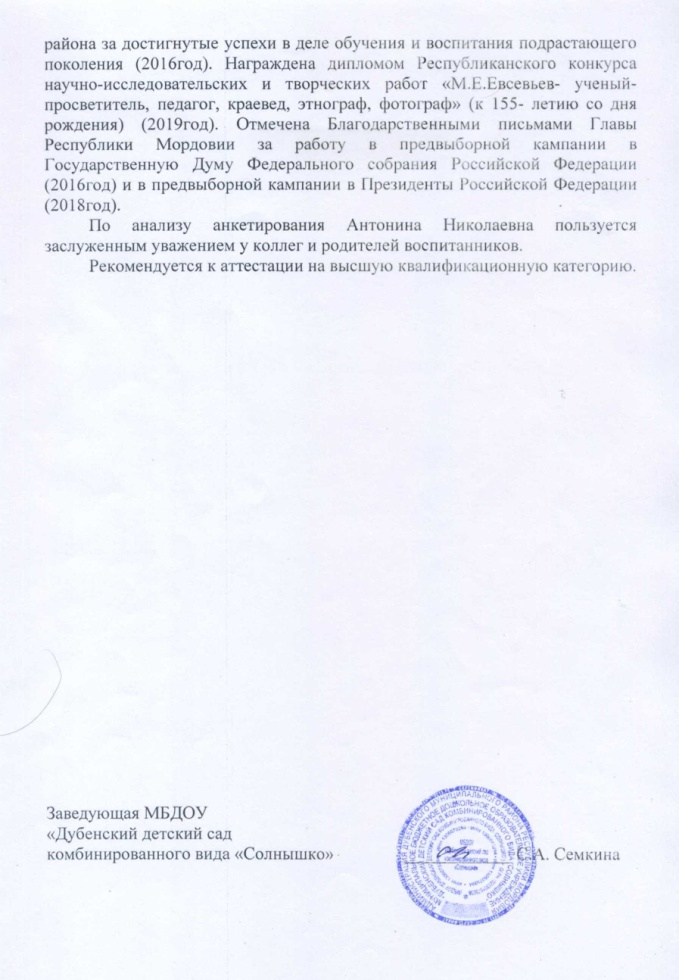 района за достигнутые успехи в деле обучения и воспитания подрастающего
поколения (2016год). Награждена дипломом Республиканского конкурса
научно-исследовательских и творческих работ «М.Е.Евсевьев- ученый-
просветитель, педагог, краевед, этнограф, фотограф» (к 155- летию со дня
рождения) (2019год). Отмечена Благодарственными письмами Главы
Республики Мордовии за работу в предвыборной кампании в
Государственную Думу Федерального собрания Российской Федерации
(2016год) и в предвыборной кампании в Президенты Российской Федерации
(2018год).
По анализу анкетирования Антонина Николаевна пользуется
заслуженным уважением у коллег и родителей воспитанников.
Рекомендуется к аттестации на высшую квалификационную категорию.
Заведующая МБДОУ
«Дубенский детский сад
комбинированного вида «Солнышко»
С.А. Семкина